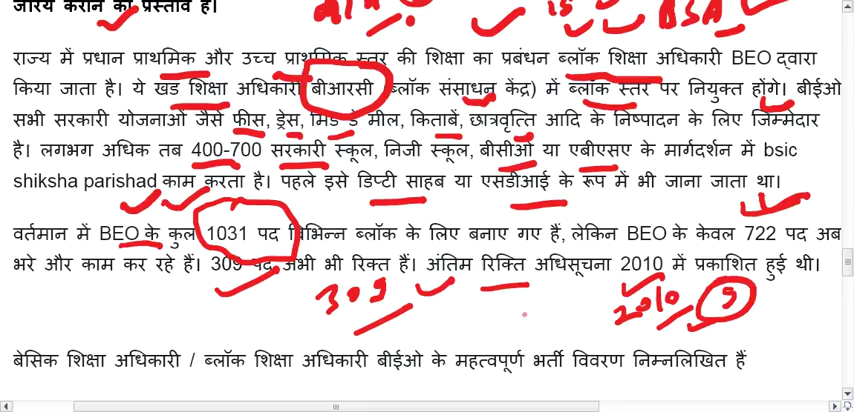 जारिये कराने का प्रस्ताव है।
15 BSA
राज्य में प्रधान प्राथमिक और उच्च प्राथमिक स्तर की शिक्षा का प्रबंधन ब्लॉक शिक्षा अधिकारी BEO द्वारा
किया जाता है। ये खंड शिक्षा अधिकारी बीआरसी (ब्लॉक संसाधन केंद्र) में ब्लॉक स्तर पर नियुक्त होंगे। बीईओ
सभी सरकारी योजनाओं जैसे फीस, ड्रेस, मिड डे मील, किताबें, छात्रवृत्ति आदि के निष्पादन के लिए जिम्मेदार
है। लगभग अधिक तब 400-700 सरकारी स्कूल, निजी स्कूल, बीसीओ या एबीएसए के मार्गदर्शन में bsic
shiksha parishad काम करता है। पहले इसे डिप्टी साहब या एसडीआई के रूप में भी जाना जाता था।
वर्तमान में BEO के कुल 1031 पद विभिन्न ब्लॉक के लिए बनाए गए हैं, लेकिन BEO के केवल 722 पद अब
भरे और काम कर रहे हैं। 309 पद अभी भी रिक्त हैं। अंतिम रिक्ति अधिसूचना 2010 में प्रकाशित हुई थी।
309 2010 9
बेसिक शिक्षा अधिकारी / ब्लॉक शिक्षा अधिकारी बीईओ के महत्वपूर्ण भर्ती विवरण निम्नलिखित हैं